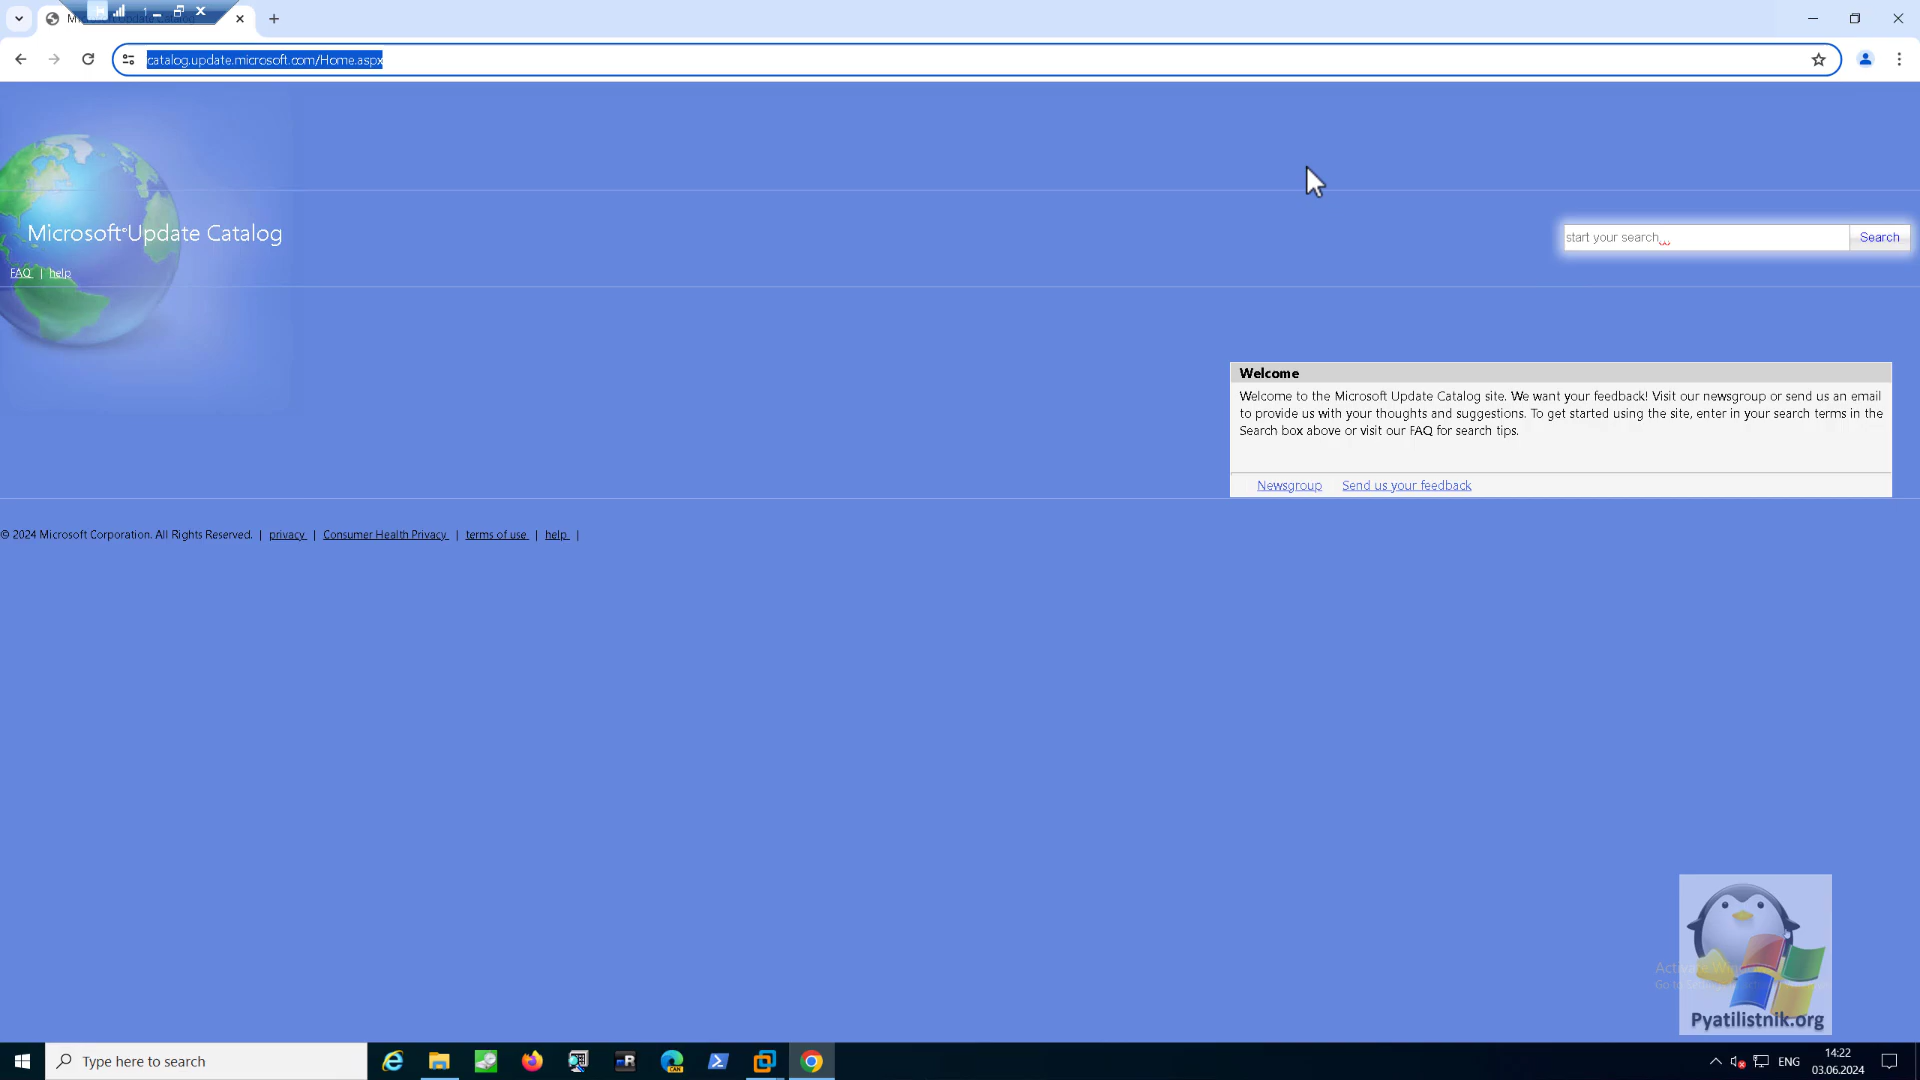 catalog.update.microsoft.com/Home.aspx
Microsoft® Update Catalog
start your search...
Search
FAQ | help
Welcome
Welcome to the Microsoft Update Catalog site. We want your feedback! Visit our newsgroup or send us an email
to provide us with your thoughts and suggestions. To get started using the site, enter in your search terms in the
Search box above or visit our FAQ for search tips.
Newsgroup Send us your feedback
© 2024 Microsoft Corporation. All Rights Reserved. | privacy | Consumer Health Privacy | terms of use | help |
Activate Win
Go to
Pyatilistnik.org
Type here to search
ENG
14:22
03.06.2024